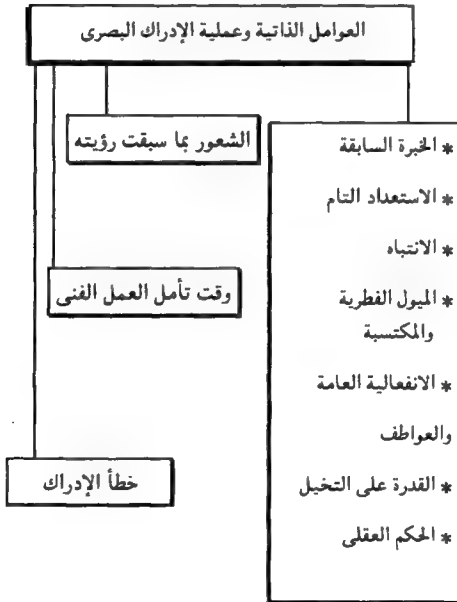 العوامل الذاتية وعملية الإدراك البصرى
* الخبرة السابقة
* الاستعداد التام
* الانتباه
* الميول الفطرية
والمكتسبة
* الانفعالية العامة
والعواطف
* القدرة على التخيل
* الحكم العقلى
الشعور بما سبقت رؤيته
وقت تأمل العمل الفنى
خطأ الإدراك